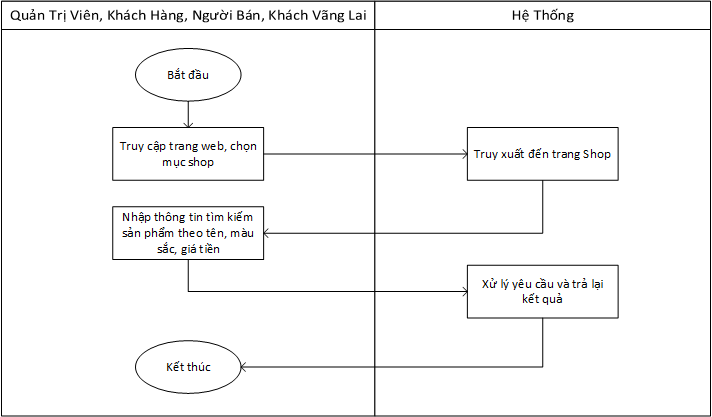 Quản Trị Viên, Khách Hàng, Người Bán, Khách Vãng Lai
Hệ Thống
Bắt đầu
Truy cập trang web, chọn
mục shop
Truy xuất đến trang Shop
Nhập thông tin tìm kiếm
sản phẩm theo tên, màu
sắc, giá tiền
Xử lý yêu cầu và trả lại
kết quả
Kết thúc